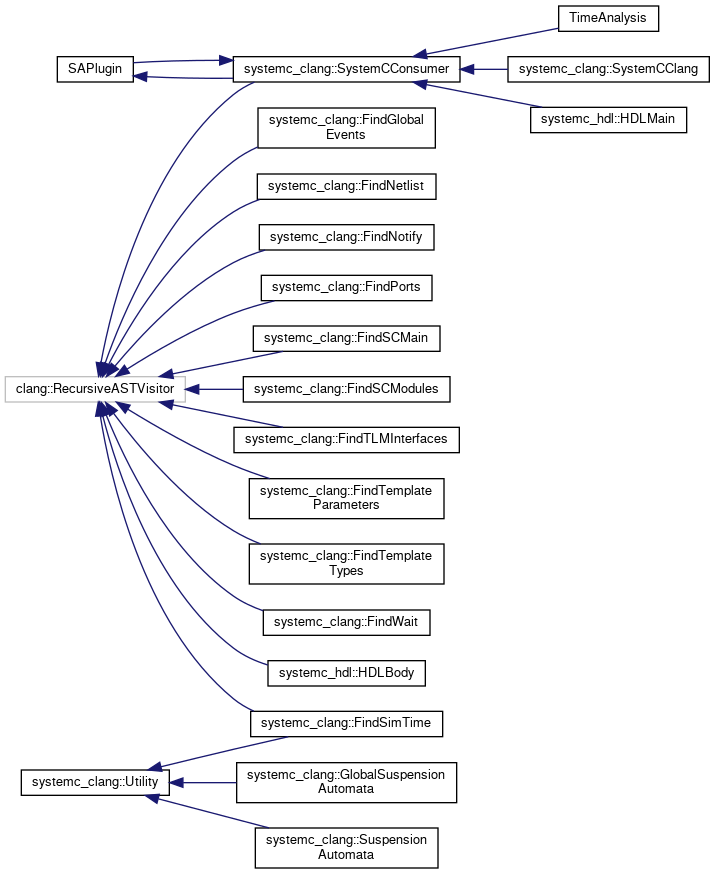 TimeAnalysis
SAPlugin
systemc_clang::SystemCConsumer
systemc_clang::SystemCClang
systemc_hdl::HDLMain
systemc_clang::FindGlobal
Events
systemc_clang::FindNetlist
systemc_clang::FindNotify
systemc_clang::FindPorts
systemc_clang::FindSCMain
clang::RecursiveASTVisitor
systemc_clang::FindSCModules
systemc_clang::FindTLMInterfaces
systemc_clang::FindTemplate
Parameters
systemc_clang::FindTemplate
Types
systemc_clang::FindWait
systemc_hdl::HDLBody
systemc_clang::FindSimTime
systemc_clang::Utility
systemc_clang::GlobalSuspension
Automata
systemc_clang::Suspension
Automata